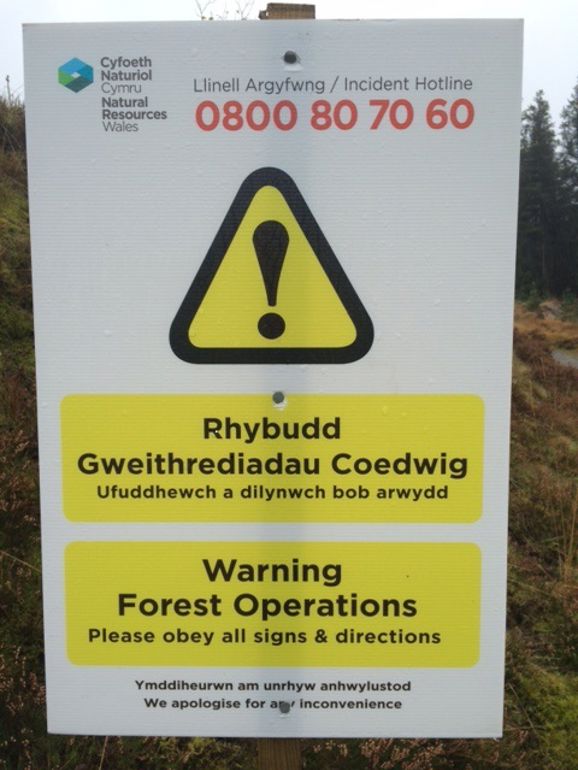 Cyfoeth
Naturiol
Cymru
Natural
Resources
Wales
Llinell Argyfwng / Incident Hotline
0800 80 70 60
!
Rhybudd
Gweithrediadau Coedwig
Ufuddhewch a dilynwch bob arwydd
Warning
Forest Operations
Please obey all signs & directions
Ymddiheurwn am unrhyw anhwylustod
We apologise for any inconvenience